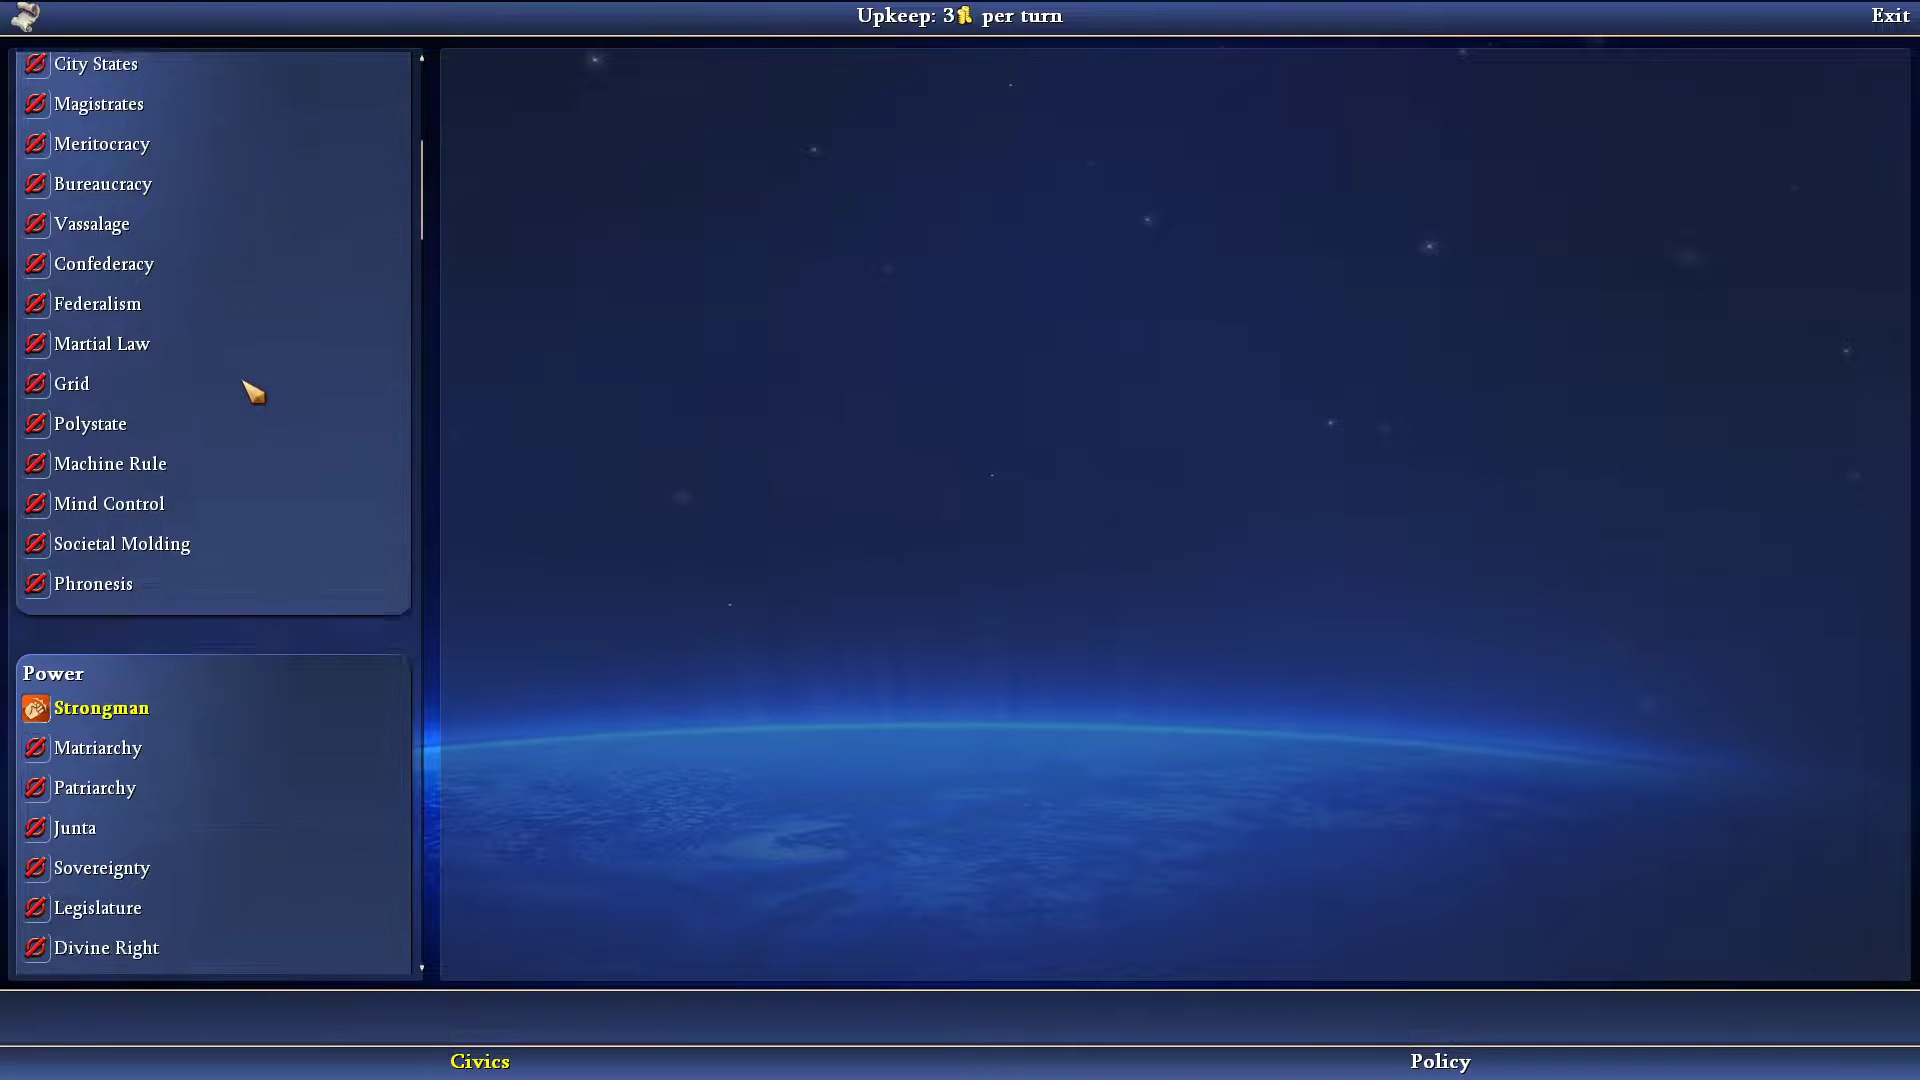 Upkeep: 3 per turn
Exit
City States
Magistrates
Meritocracy
Bureaucracy
Vassalage
Confederacy
Federalism
Martial Law
Grid
Polystate
Machine Rule
Mind Control
Societal Molding
Phronesis
Power
Strongman
Matriarchy
Patriarchy
Junta
Sovereignty
Legislature
Divine Right
Civics
Policy